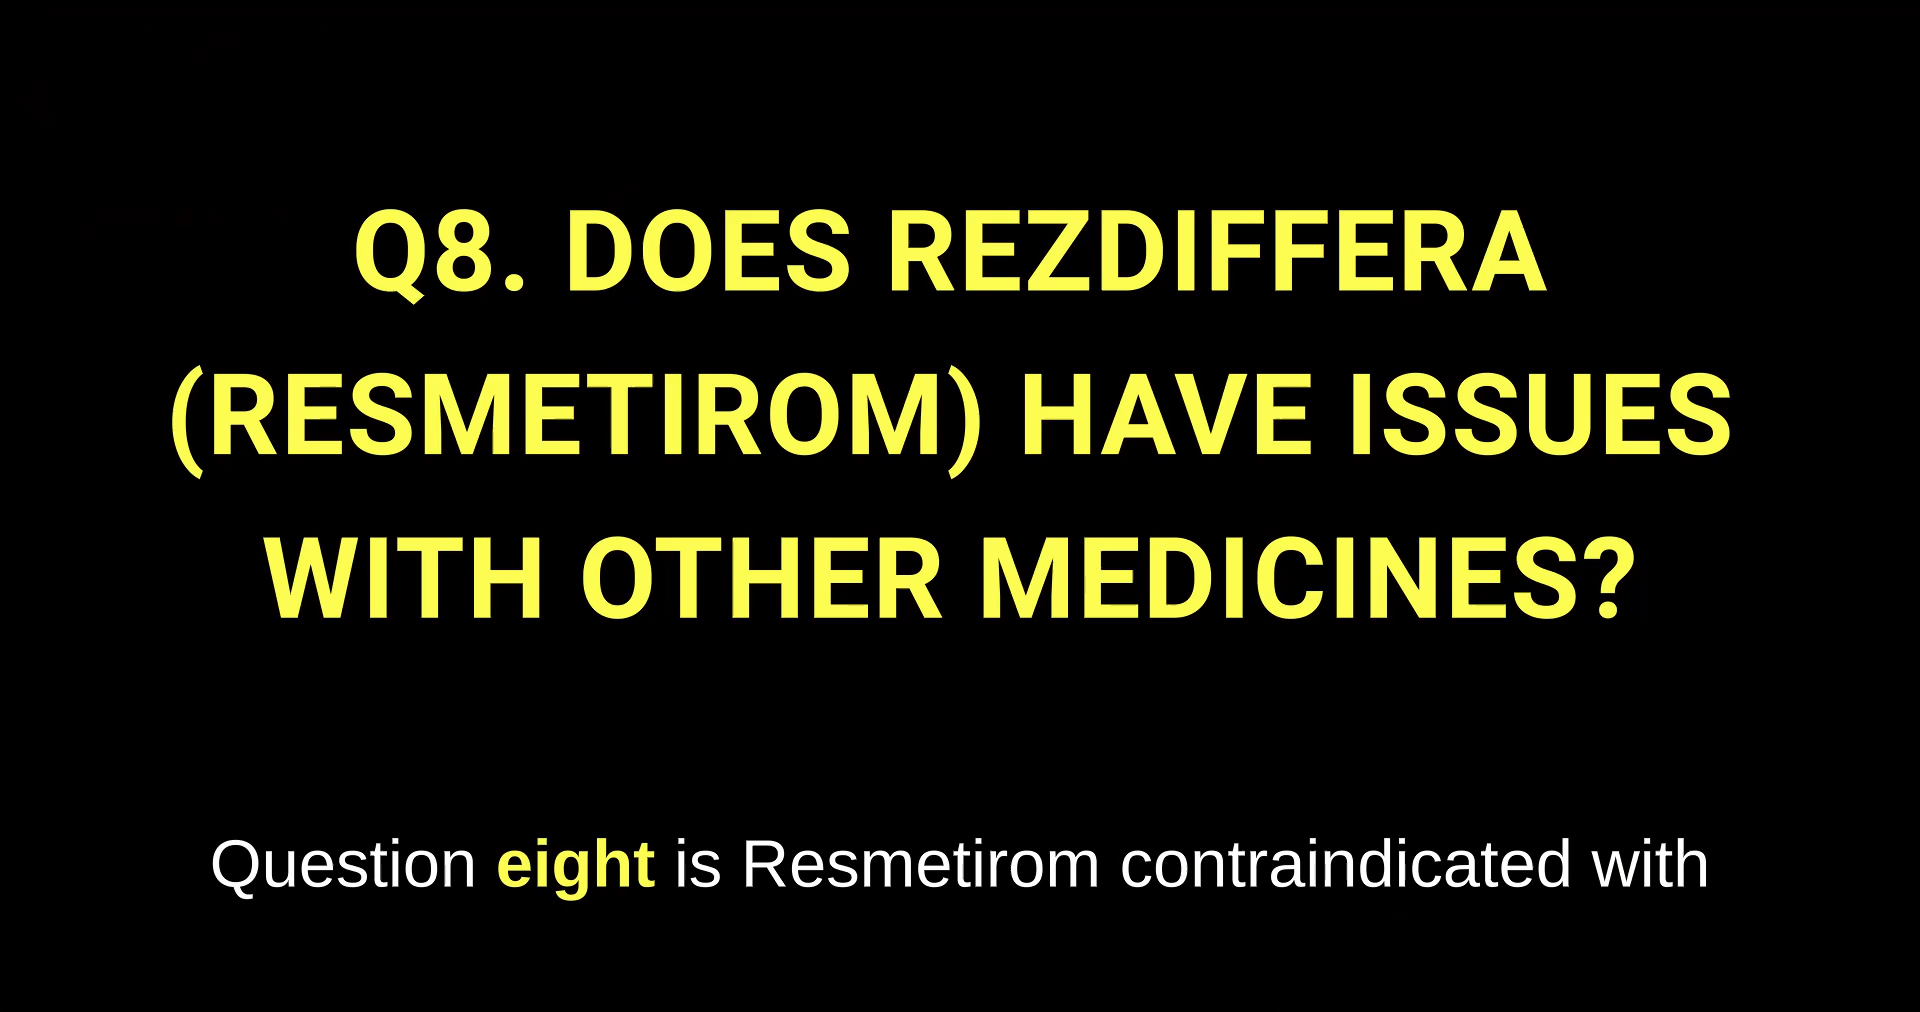 Q8. DOES REZDIFFERA
(RESMETIROM) HAVE ISSUES
WITH OTHER MEDICINES?
Question eight is Resmetirom contraindicated with